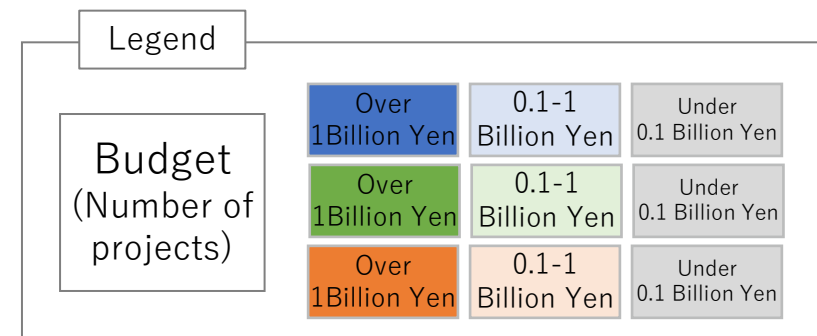 Legend
Budget
(Number of
projects)
Over
1Billion Yen
0.1-1
Billion Yen
Under
0.1 Billion Yen
Over
1Billion Yen
0.1-1
Billion Yen
Under
0.1 Billion Yen
Over
1Billion Yen
0.1-1
Billion Yen
Under
0.1 Billion Yen